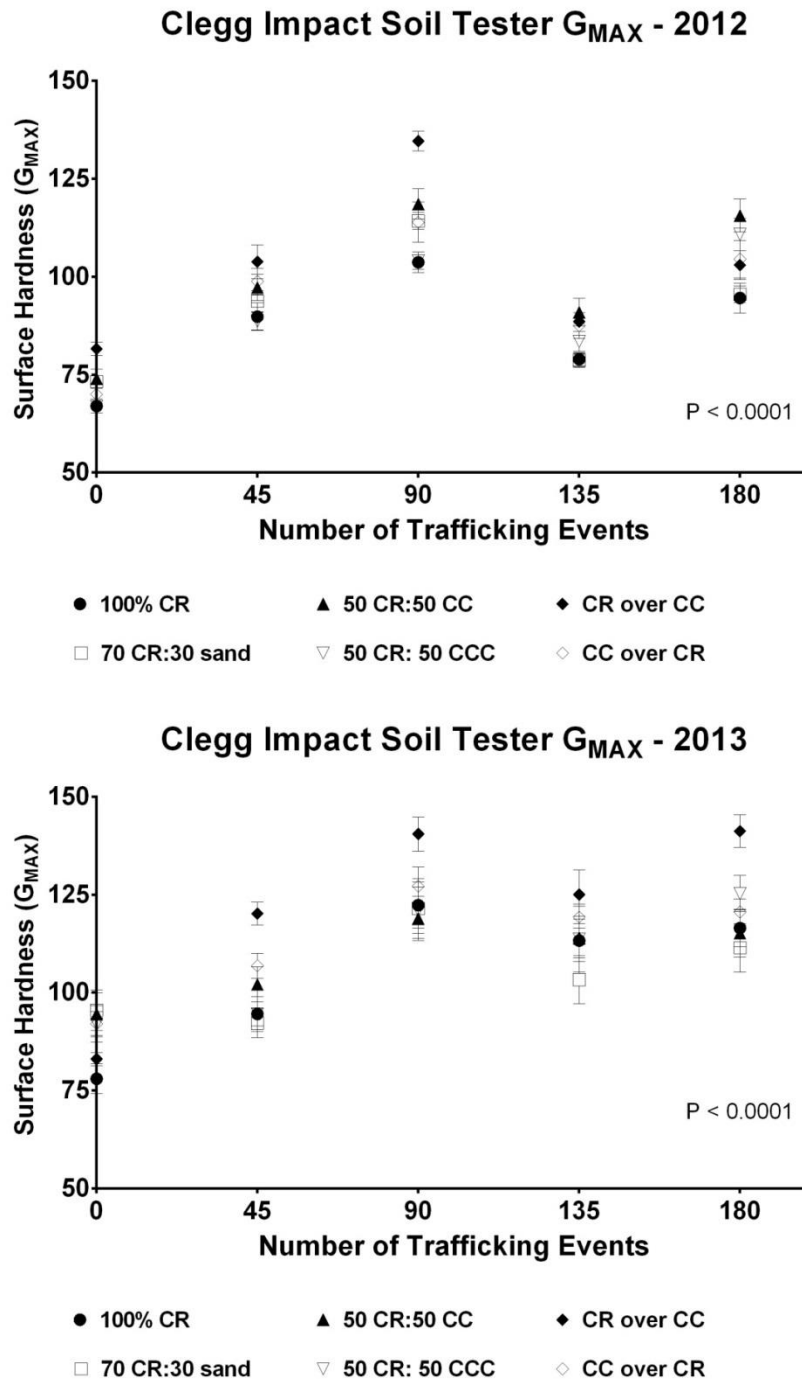 Clegg Impact Soil Tester GMAX - 2012
150
125
100
75
50
Surface Hardness (GMAX)
P < 0.0001
0 45 90 135 180
Number of Trafficking Events
100% CR 50 CR:50 CC CR over CC
70 CR:30 sand 50 CR: 50 CCC CC over CR
Clegg Impact Soil Tester GMAX - 2013
150
125
100
75
50
Surface Hardness (GMAX)
P < 0.0001
0 45 90 135 180
Number of Trafficking Events
100% CR 50 CR:50 CC CR over CC
70 CR:30 sand 50 CR: 50 CCC CC over CR